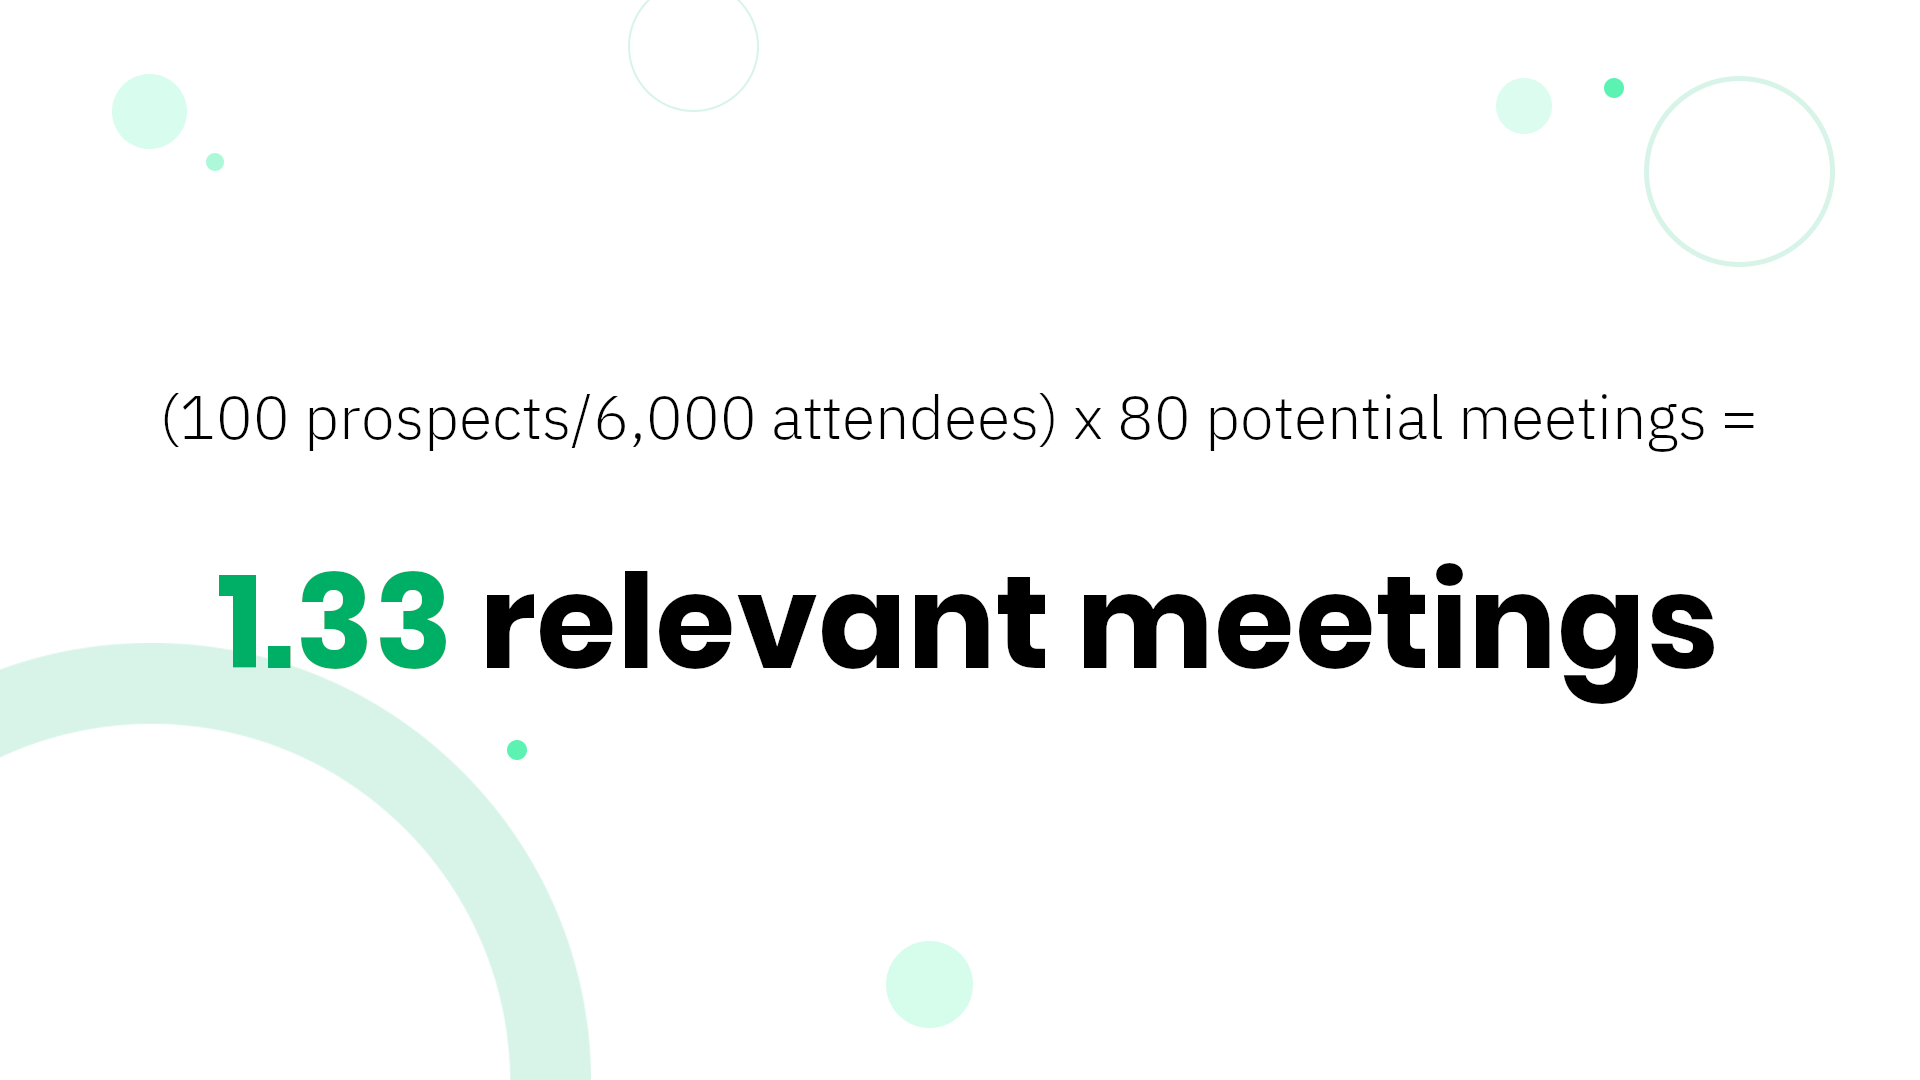 (100 prospects/6,000 attendees) x 80 potential meetings =
1.33 relevant meetings